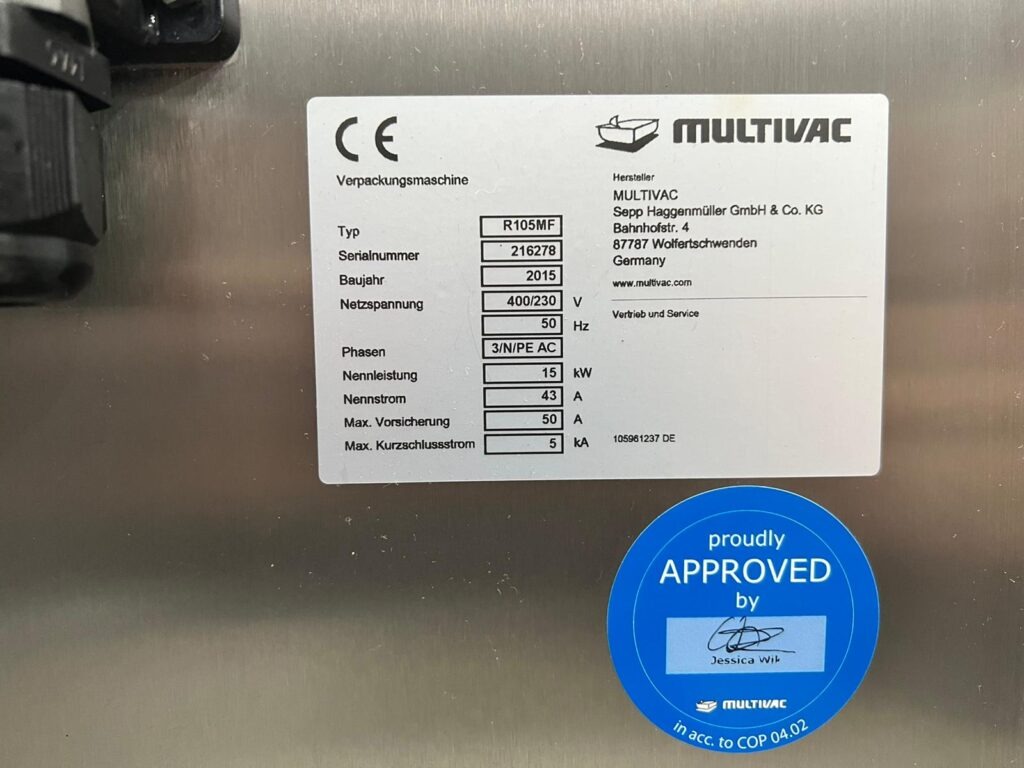 CE
MULTIVAC
Verpackungsmaschine
Typ R105MF
Serialnummer 216278
Baujahr 2015
Netzspannung 400/230 V
50 Hz
Phasen 3/N/PE AC
Nennleistung 15 kW
Nennstrom 43 A
Max. Vorsicherung 50 A
Max. Kurzschlussstrom 5 kA
Hersteller
MULTIVAC
Sepp Haggenmüller GmbH & Co. KG
Bahnhofstr. 4
87787 Wolfertschwenden
Germany
www.multivac.com
Vertrieb und Service
105961237 DE
proudly
APPROVED
by
Jessica
MULTIVAC
in acc. to COP 04.02